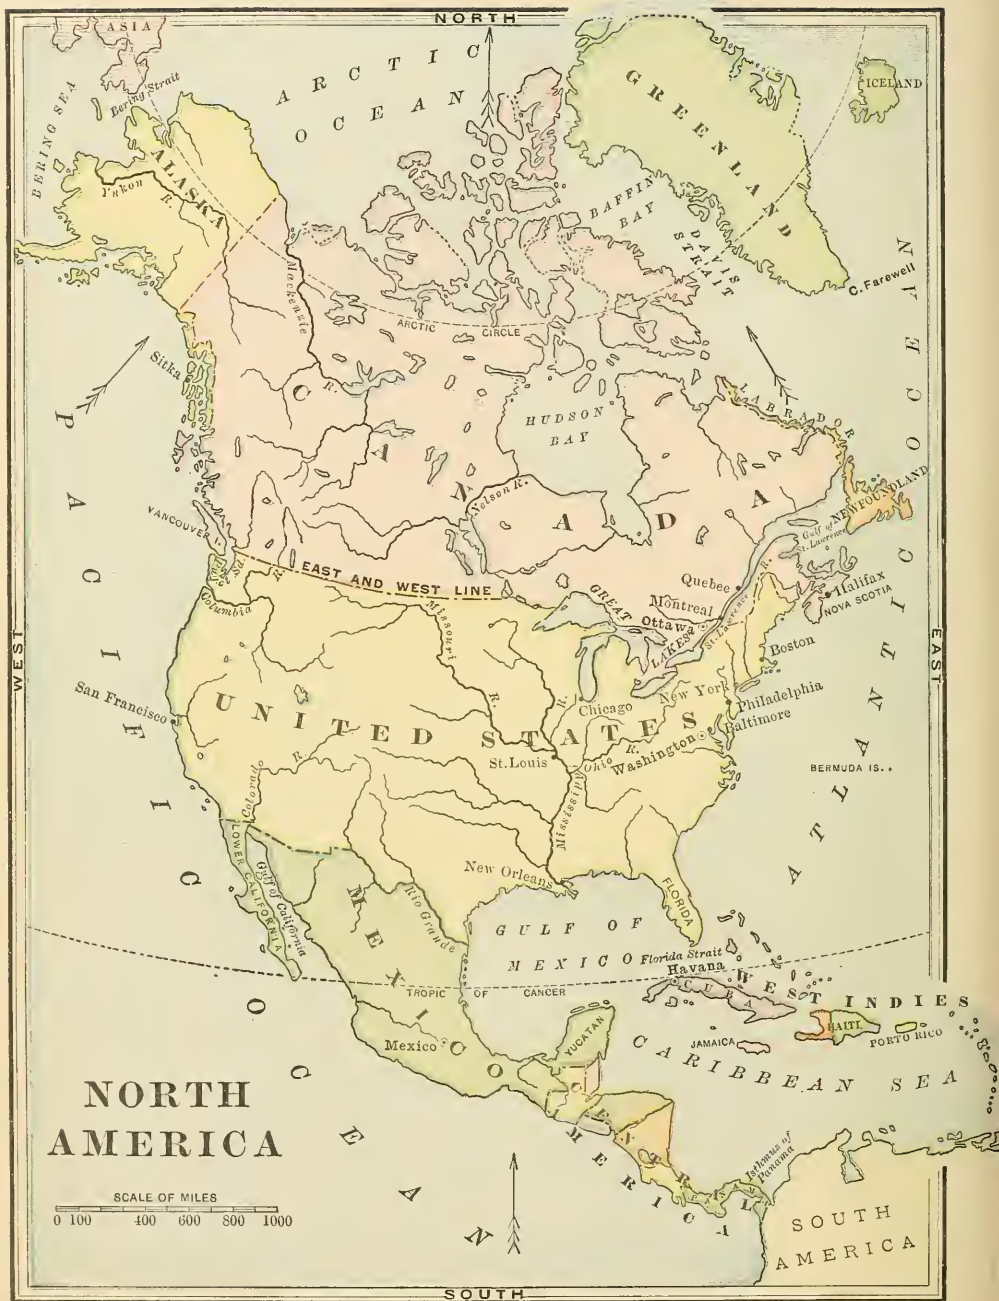 NORTH
ASIA
BERING SEA
Bering Strait
ARCTIC
OCEAN
GREENLAND
ICELAND
ALASKA
Yukon
R.
BAFFIN
BAY
DAVIS
STRAIT
C. Farewell
Mackenzie
R.
ARCTIC CIRCLE
Sitka
CANADA
HUDSON
BAY
LABRADOR
NEWFOUNDLAND
Nelson R.
Gulf of
St. Lawrence
VANCOUVER I.
EAST AND WEST LINE
Columbia
R.
Missouri
R.
GREAT
LAKES
Quebec
Montreal
Ottawa
St. Lawrence
R.
Halifax
NOVA SCOTIA
Boston
WEST
EAST
PACIFIC OCEAN
ATLANTIC OCEAN
San Francisco
UNITED STATES
Chicago
New York
Philadelphia
Baltimore
Washington
St. Louis
Ohio
R.
Mississippi
R.
Colorado
R.
BERMUDA IS.
LOWER CALIFORNIA
Gulf of California
New Orleans
FLORIDA
Rio Grande
MEXICO
GULF OF
MEXICO
Florida Strait
Havana
CUBA
WEST INDIES
TROPIC OF CANCER
HAITI
PORTO RICO
JAMAICA
YUCATAN
Mexico
CARIBBEAN SEA
CENTRAL
AMERICA
PANAMA
Isthmus of
Panama
SOUTH
AMERICA
NORTH
AMERICA
SCALE OF MILES
0 100 400 600 800 1000
SOUTH